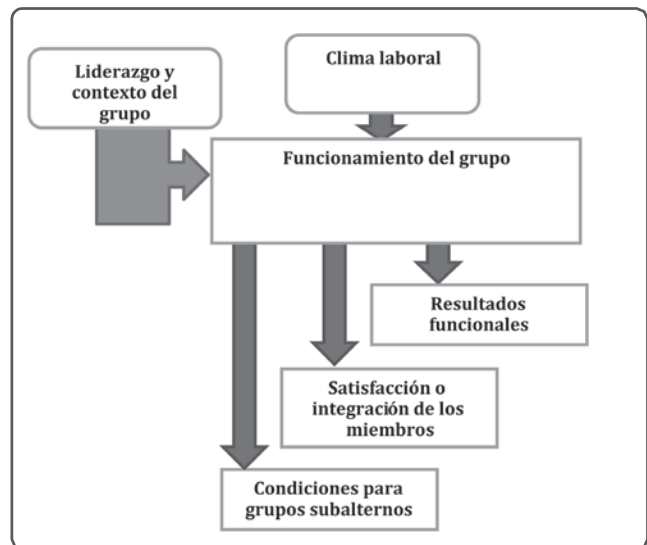 Liderazgo y
contexto del
grupo
Clima laboral
Funcionamiento del grupo
Resultados
funcionales
Satisfacción o
integración de los
miembros
Condiciones para
grupos subalternos